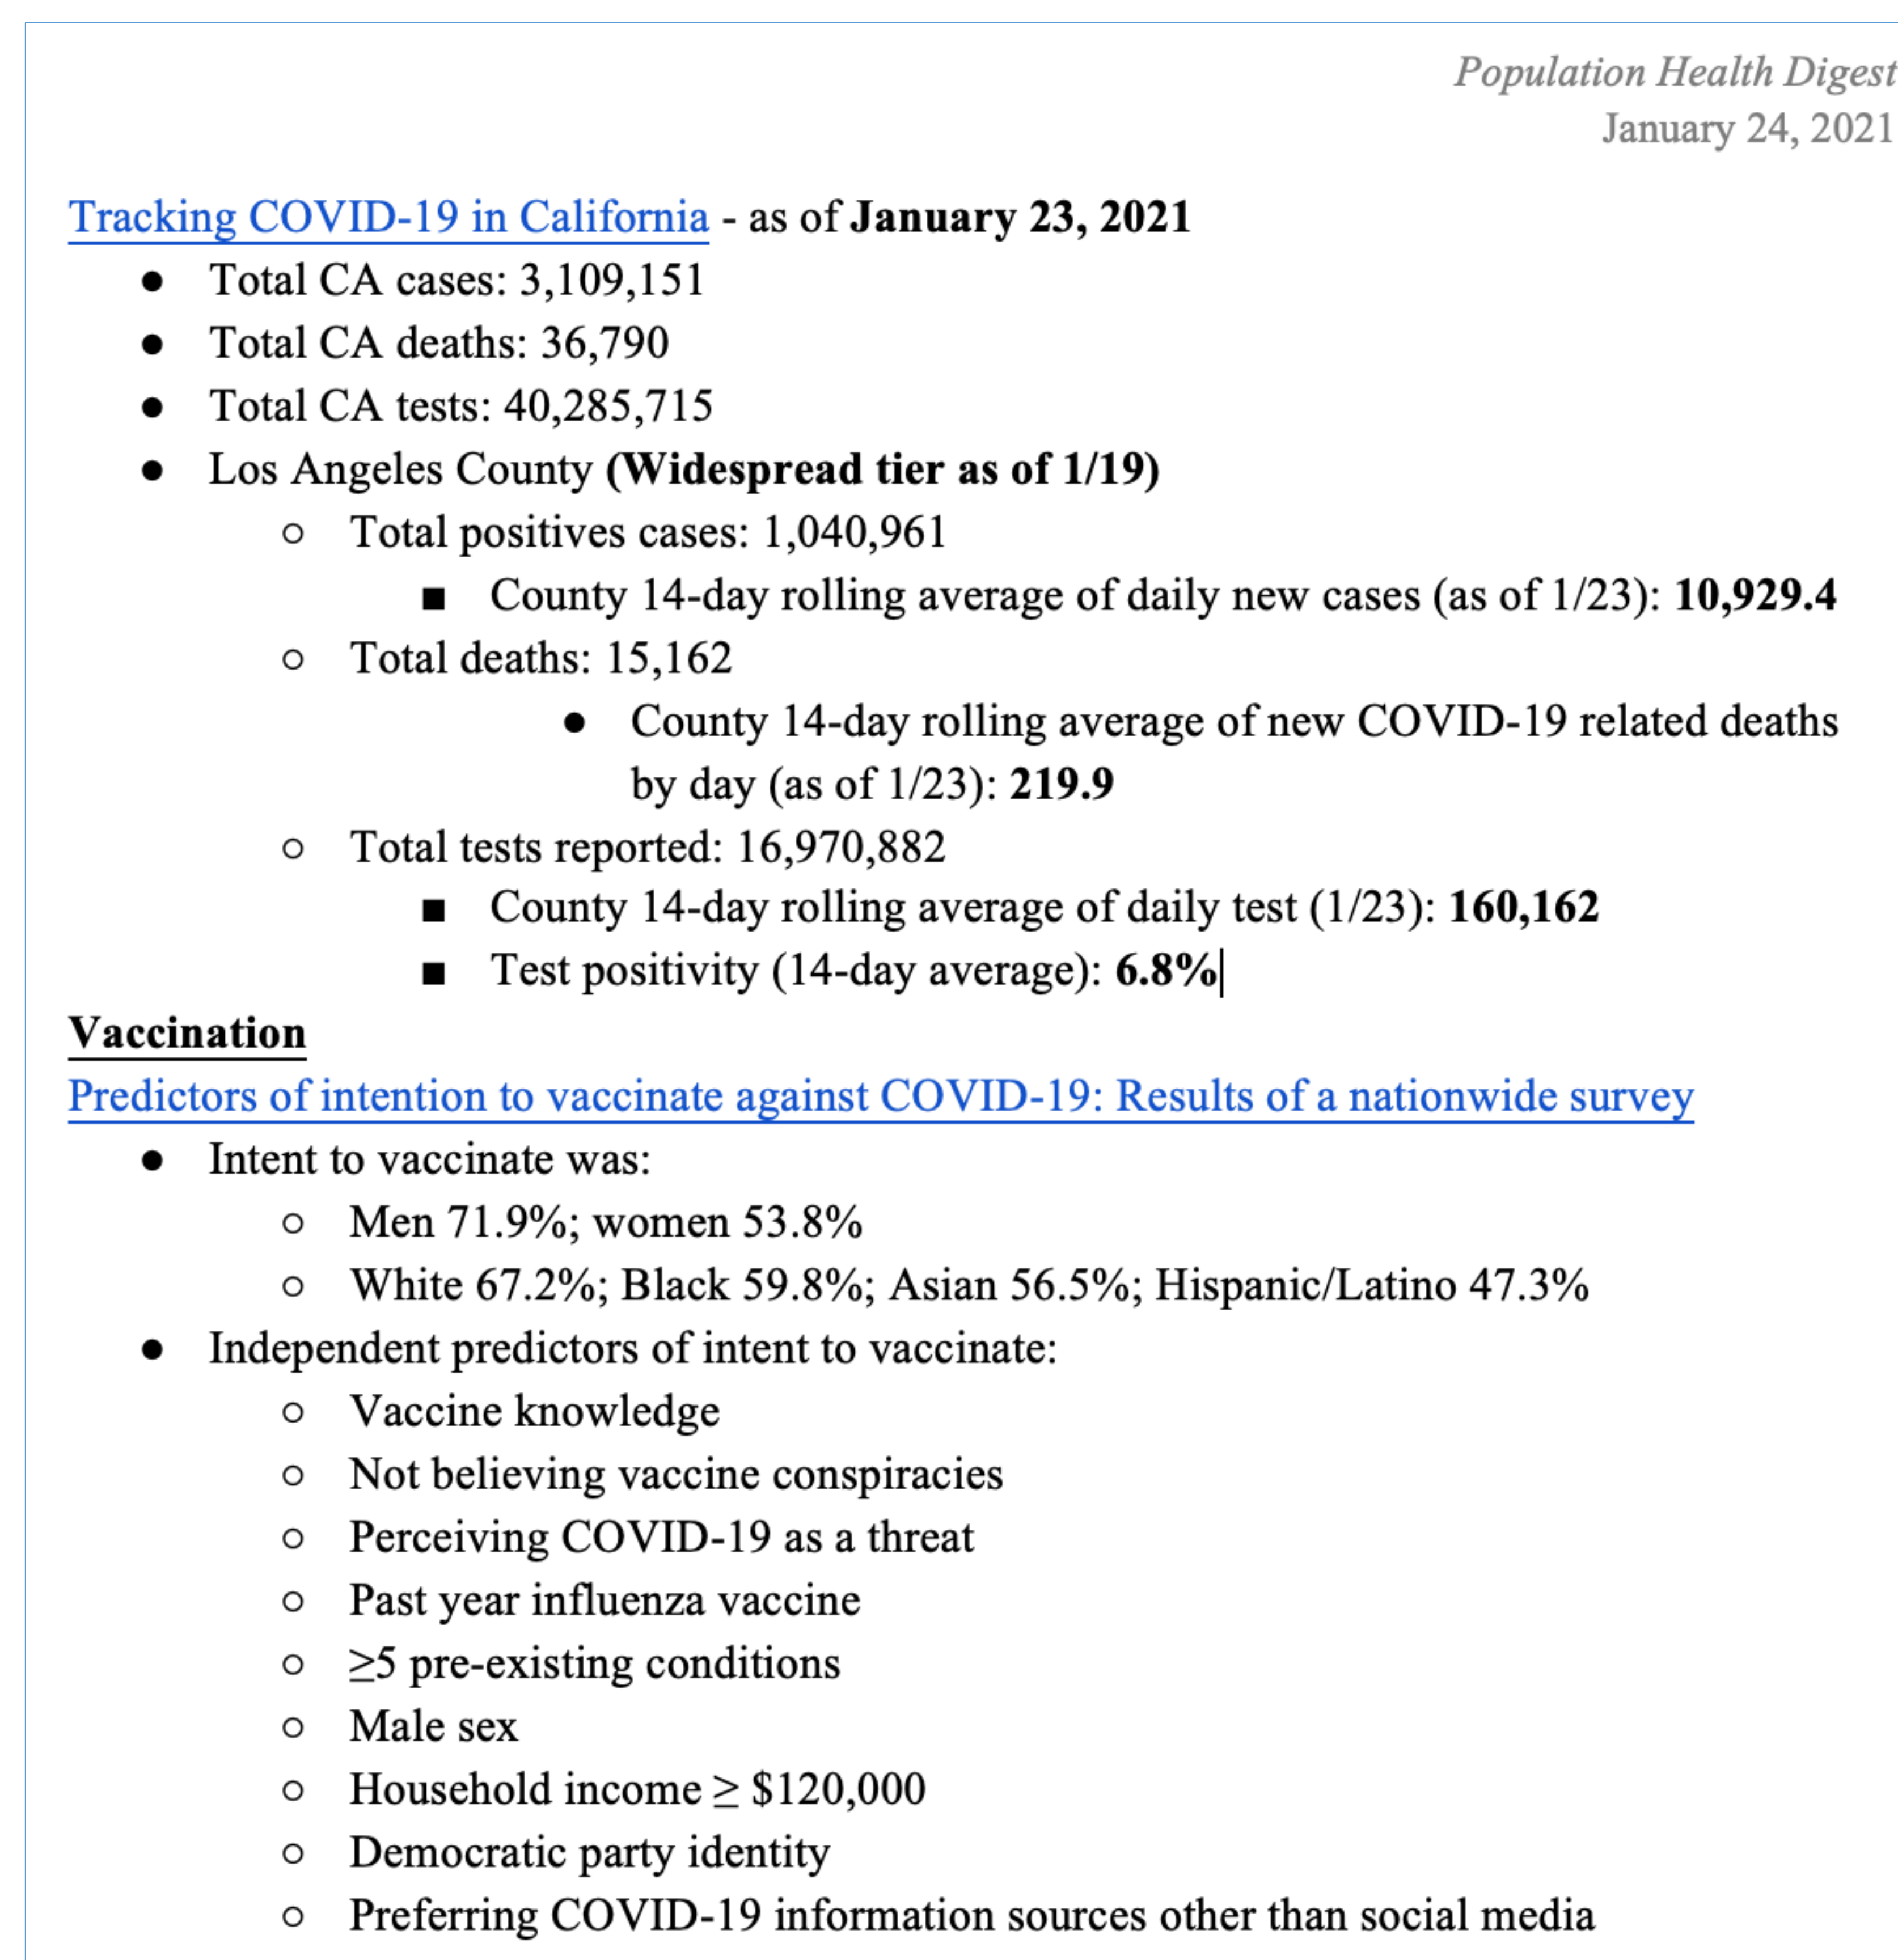 Population Health Digest
January 24, 2021
Tracking COVID-19 in California - as of January 23, 2021
● Total CA cases: 3,109,151
● Total CA deaths: 36,790
● Total CA tests: 40,285,715
● Los Angeles County (Widespread tier as of 1/19)
○ Total positives cases: 1,040,961
■ County 14-day rolling average of daily new cases (as of 1/23): 10,929.4
○ Total deaths: 15,162
● County 14-day rolling average of new COVID-19 related deaths
by day (as of 1/23): 219.9
○ Total tests reported: 16,970,882
■ County 14-day rolling average of daily test (1/23): 160,162
■ Test positivity (14-day average): 6.8%
Vaccination
Predictors of intention to vaccinate against COVID-19: Results of a nationwide survey
● Intent to vaccinate was:
○ Men 71.9%; women 53.8%
○ White 67.2%; Black 59.8%; Asian 56.5%; Hispanic/Latino 47.3%
● Independent predictors of intent to vaccinate:
○ Vaccine knowledge
○ Not believing vaccine conspiracies
○ Perceiving COVID-19 as a threat
○ Past year influenza vaccine
○ ≥5 pre-existing conditions
○ Male sex
○ Household income ≥ $120,000
○ Democratic party identity
○ Preferring COVID-19 information sources other than social media